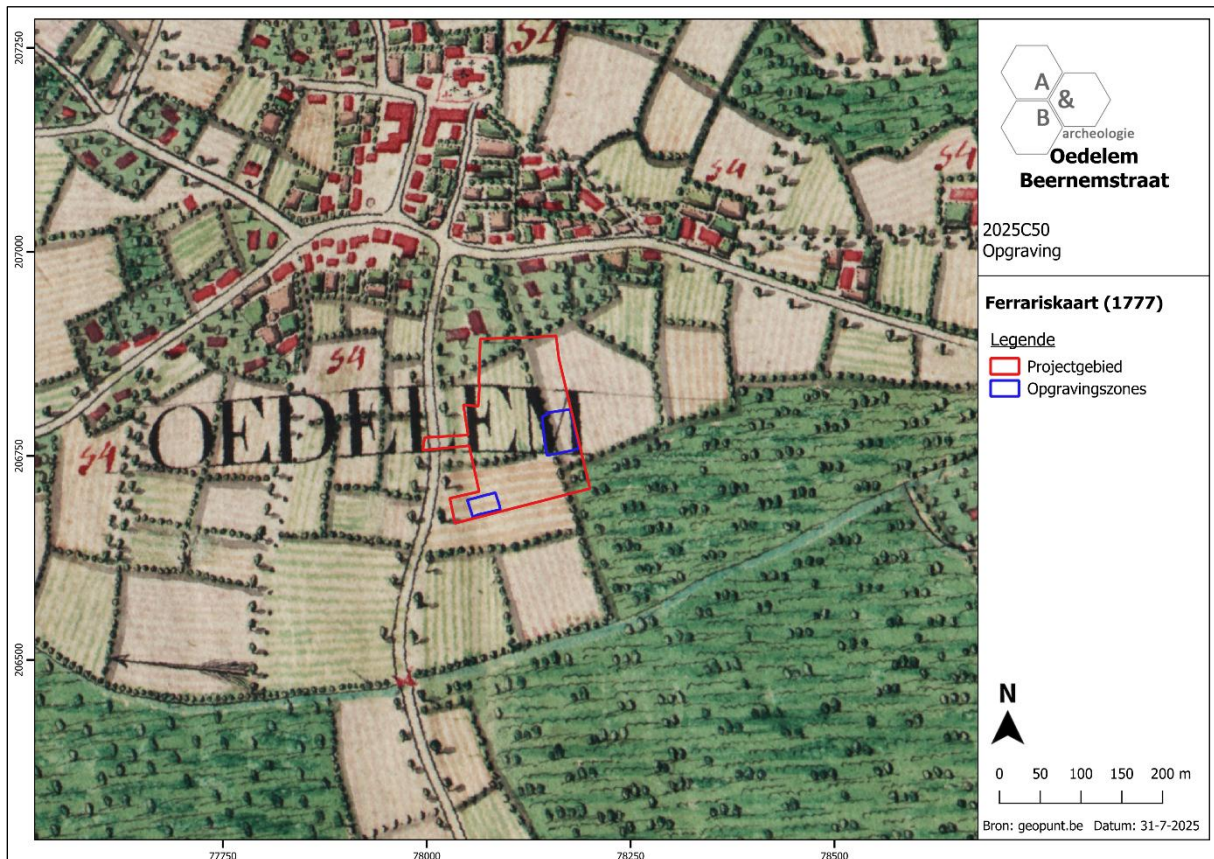 207250
207000
206750
206500
77750
78000
78250
78500
54
54
54
54
54
OEDELEM
A
&
B
archeologie
Oedelem
Beernemstraat
2025C50
Opgraving
Ferrariskaart (1777)
Legende
Projectgebied
Opgravingszones
N
0 50 100 150 200 m
Bron: geopunt.be Datum: 31-7-2025